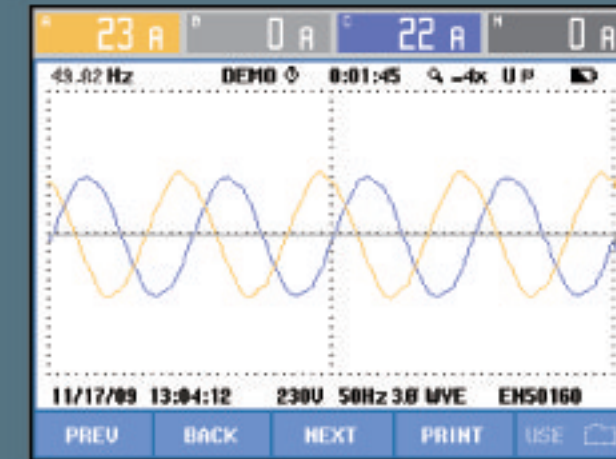 A 23 A B 0 A C 22 A N 0 A
49.82 Hz DEMO 0:01:45 -4x U P
11/17/09 13:04:12 230V 50Hz 3.0 WYE EN50160
PREV BACK NEXT PRINT USE